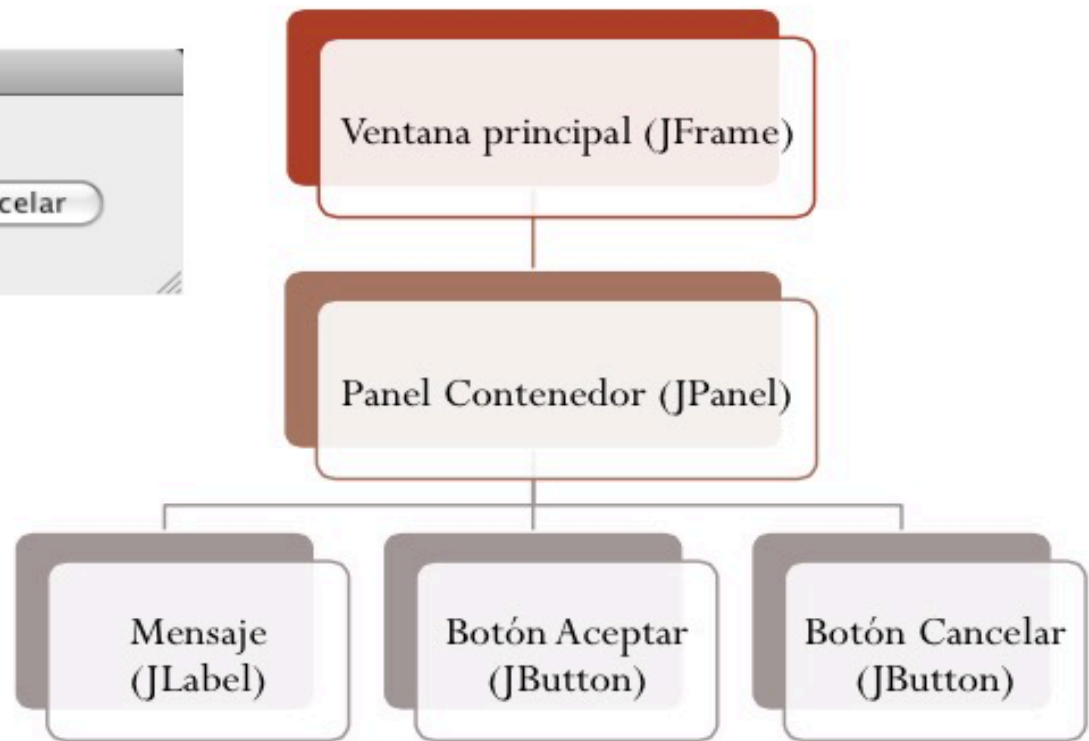 Ventana principal (JFrame)
celar
Panel Contenedor (JPanel)
Mensaje
(JLabel)
Botón Aceptar
(JButton)
Botón Cancelar
(JButton)